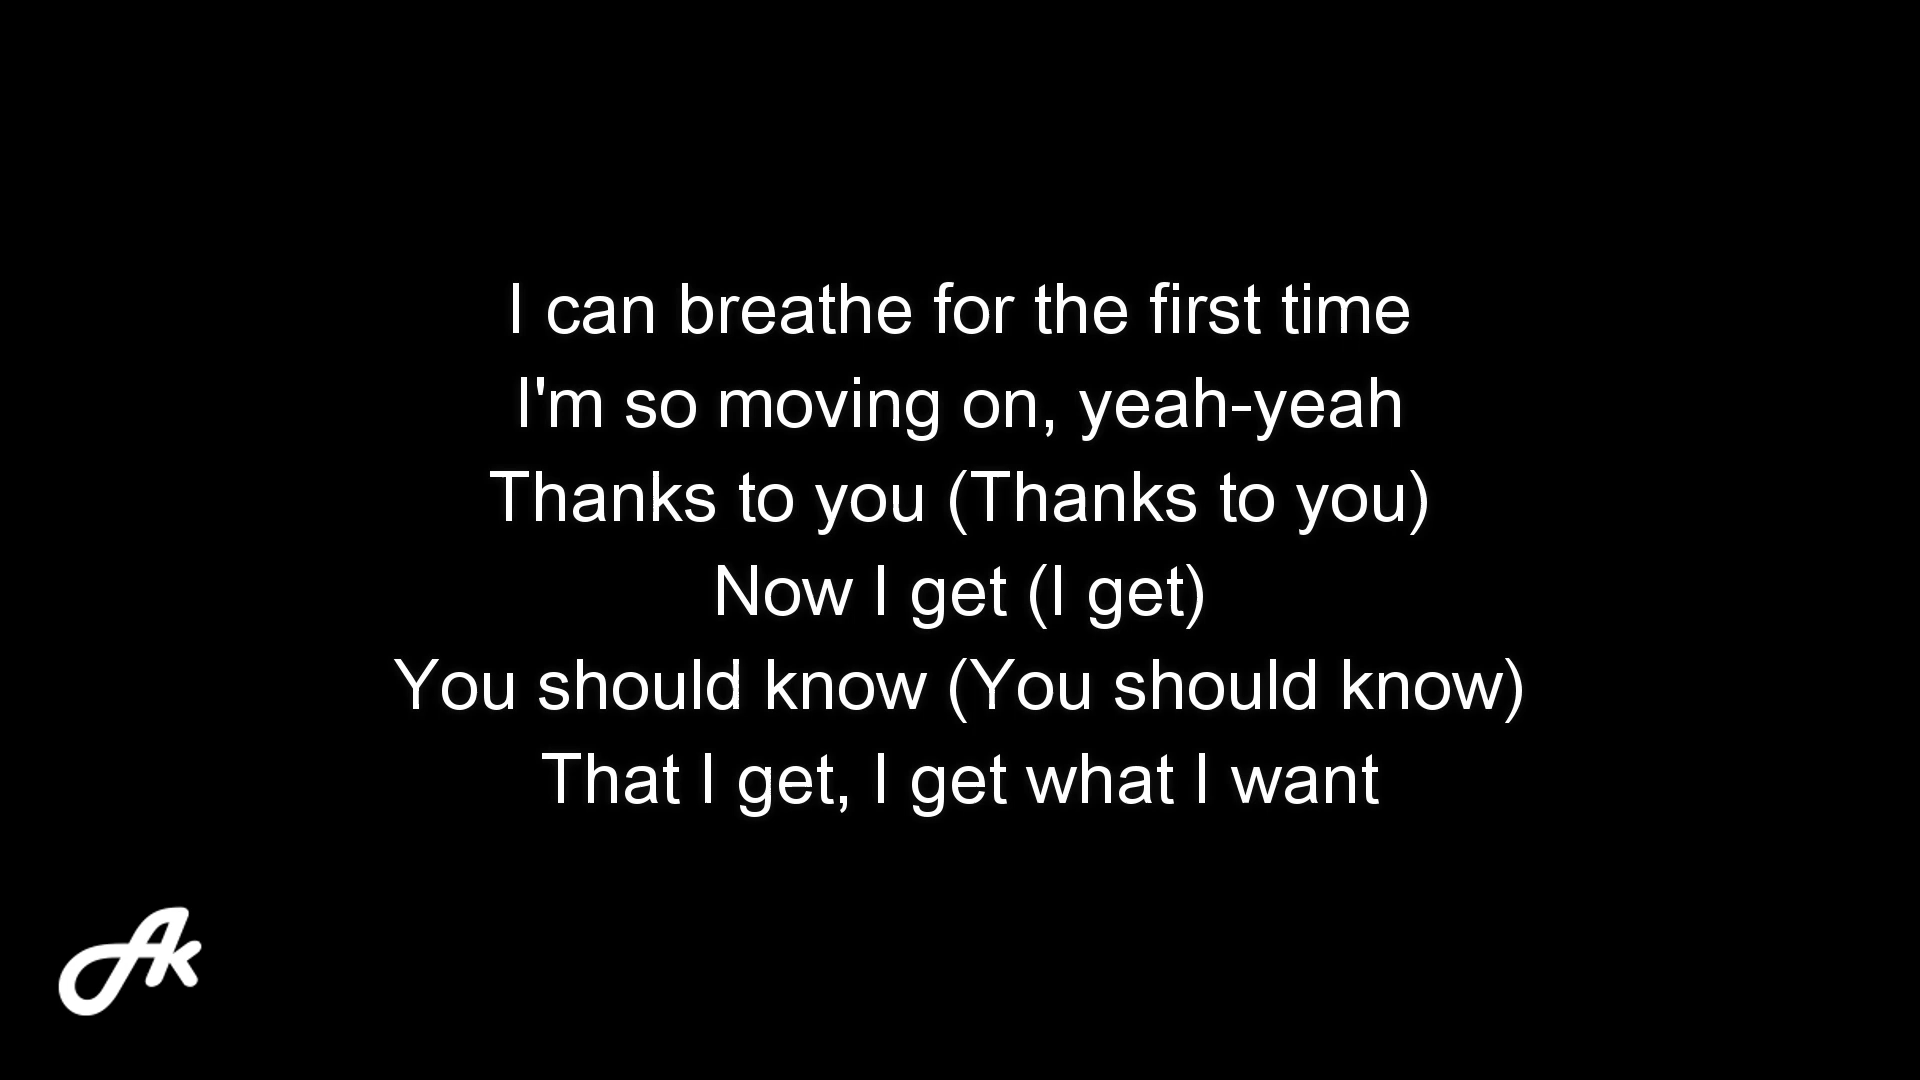 I can breathe for the first time
I'm so moving on, yeah-yeah
Thanks to you (Thanks to you)
Now I get (I get)
You should know (You should know)
That I get, I get what I want
Ak